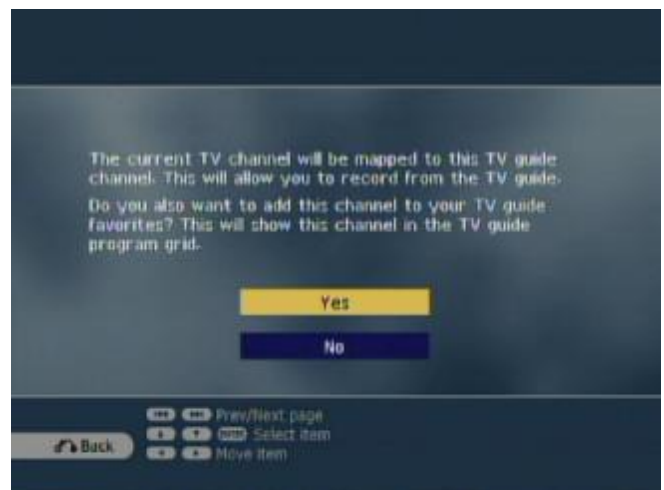 The current TV channel will be mapped to this TV guide
channel. This will allow you to record from the TV guide.
Do you also want to add this channel to your TV guide
favorites? This will show this channel in the TV guide
program grid.
Yes
No
Prev/Next page
ENTER Select item
Back
Move item